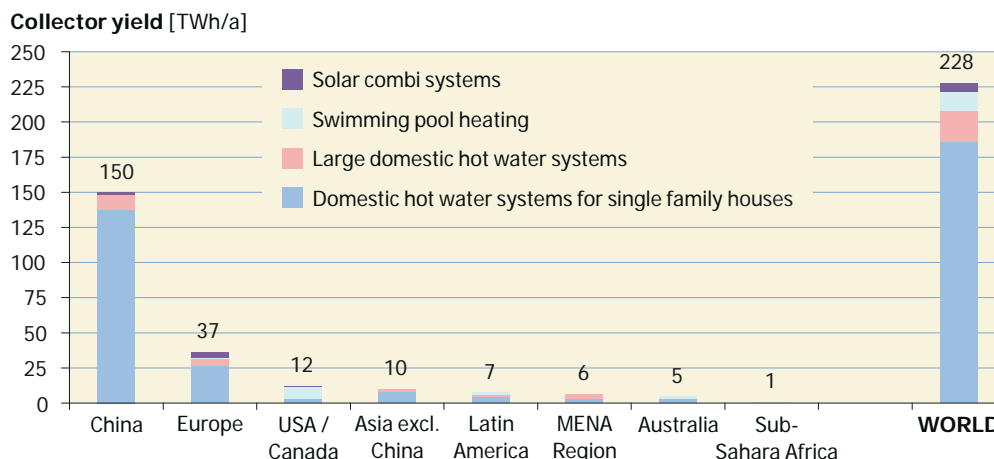 Collector yield [TWh/a]
250
225
200
175
150
125
100
75
50
25
0
Solar combi systems
Swimming pool heating
Large domestic hot water systems
Domestic hot water systems for single family houses
150
37
12
10
7
6
5
1
228
China
Europe
USA /
Canada
Asia excl.
China
Latin
America
MENA
Region
Australia
Sub-
Sahara Africa
WORLD